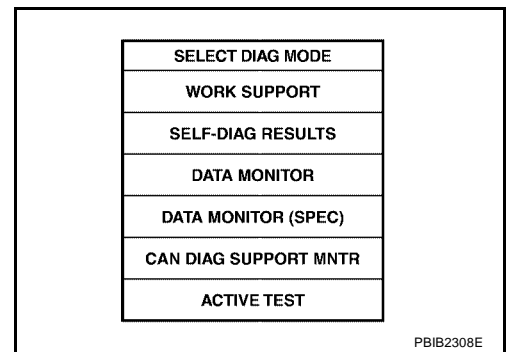 SELECT DIAG MODE
WORK SUPPORT
SELF-DIAG RESULTS
DATA MONITOR
DATA MONITOR (SPEC)
CAN DIAG SUPPORT MNTR
ACTIVE TEST
PBIB2308E